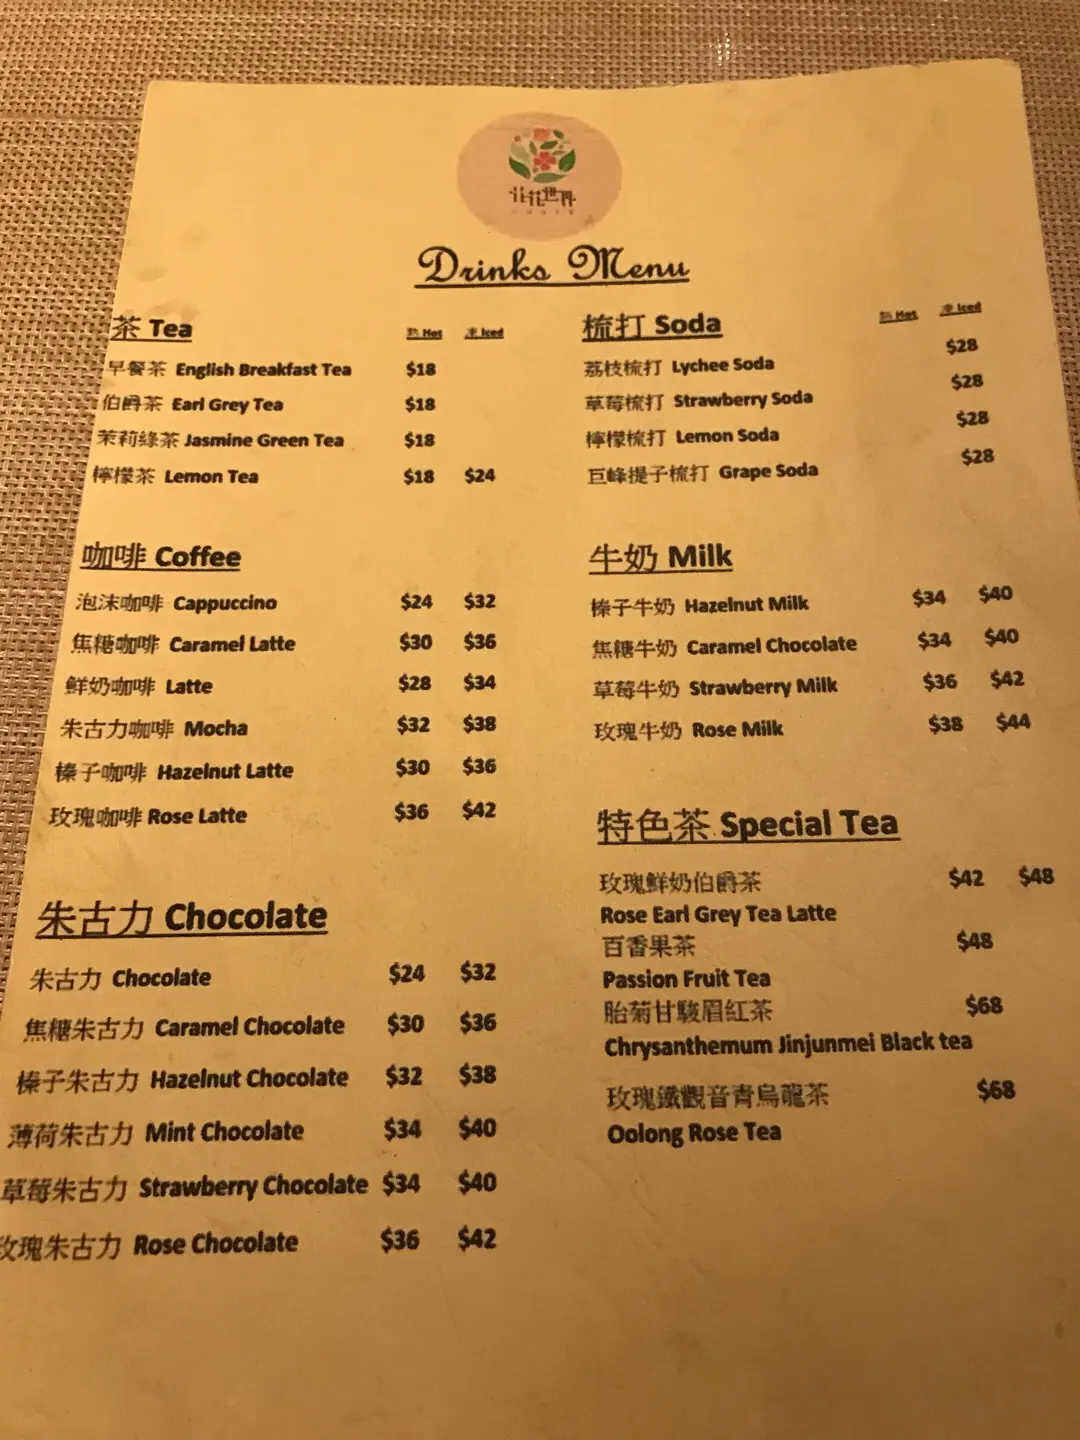 花花世界
Drinks Menu
茶 Tea 熱 Hot 凍 Iced
早餐茶 English Breakfast Tea $18
伯爵茶 Earl Grey Tea $18
茉莉綠茶 Jasmine Green Tea $18
檸檬茶 Lemon Tea $18 $24
咖啡 Coffee
泡沫咖啡 Cappuccino $24 $32
焦糖咖啡 Caramel Latte $30 $36
鮮奶咖啡 Latte $28 $34
朱古力咖啡 Mocha $32 $38
榛子咖啡 Hazelnut Latte $30 $36
玫瑰咖啡 Rose Latte $36 $42
朱古力 Chocolate
朱古力 Chocolate $24 $32
焦糖朱古力 Caramel Chocolate $30 $36
榛子朱古力 Hazelnut Chocolate $32 $38
薄荷朱古力 Mint Chocolate $34 $40
草莓朱古力 Strawberry Chocolate $34 $40
玫瑰朱古力 Rose Chocolate $36 $42
梳打 Soda 熱 Hot 凍 Iced
荔枝梳打 Lychee Soda $28
草莓梳打 Strawberry Soda $28
檸檬梳打 Lemon Soda $28
巨峰提子梳打 Grape Soda $28
牛奶 Milk
榛子牛奶 Hazelnut Milk $34 $40
焦糖牛奶 Caramel Chocolate $34 $40
草莓牛奶 Strawberry Milk $36 $42
玫瑰牛奶 Rose Milk $38 $44
特色茶 Special Tea
玫瑰鮮奶伯爵茶 $42 $48
Rose Earl Grey Tea Latte
百香果茶 $48
Passion Fruit Tea
胎菊甘駿眉紅茶 $68
Chrysanthemum Jinjunmei Black tea
玫瑰鐵觀音青烏龍茶 $68
Oolong Rose Tea